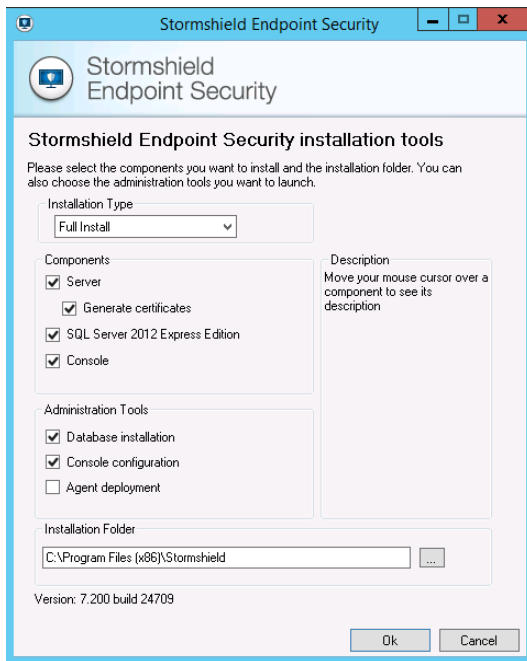 Stormshield Endpoint Security
Stormshield
Endpoint Security
Stormshield Endpoint Security installation tools
Please select the components you want to install and the installation folder. You can
also choose the administration tools you want to launch.
Installation Type
Full Install
Components
Server
Generate certificates
SQL Server 2012 Express Edition
Console
Description
Move your mouse cursor over a
component to see its
description
Administration Tools
Database installation
Console configuration
Agent deployment
Installation Folder
C:\Program Files (x86)\Stormshield
...
Version: 7.200 build 24709
Ok
Cancel